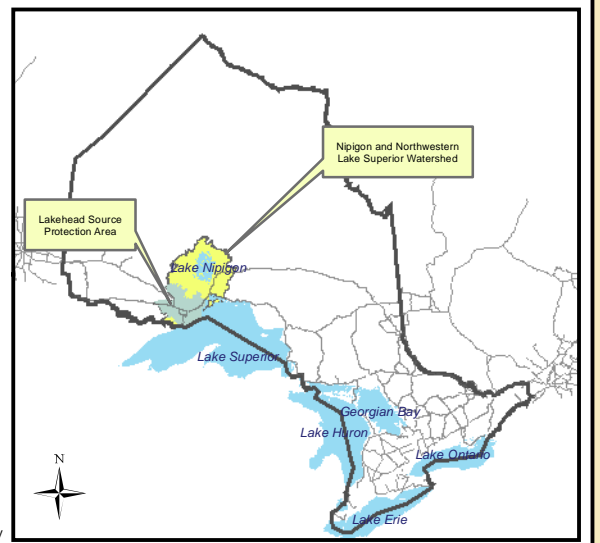 Nipigon and Northwestern
Lake Superior Watershed
Lakehead Source
Protection Area
Lake Nipigon
Lake Superior
Georgian Bay
Lake Huron
Lake Ontario
N
Lake Erie